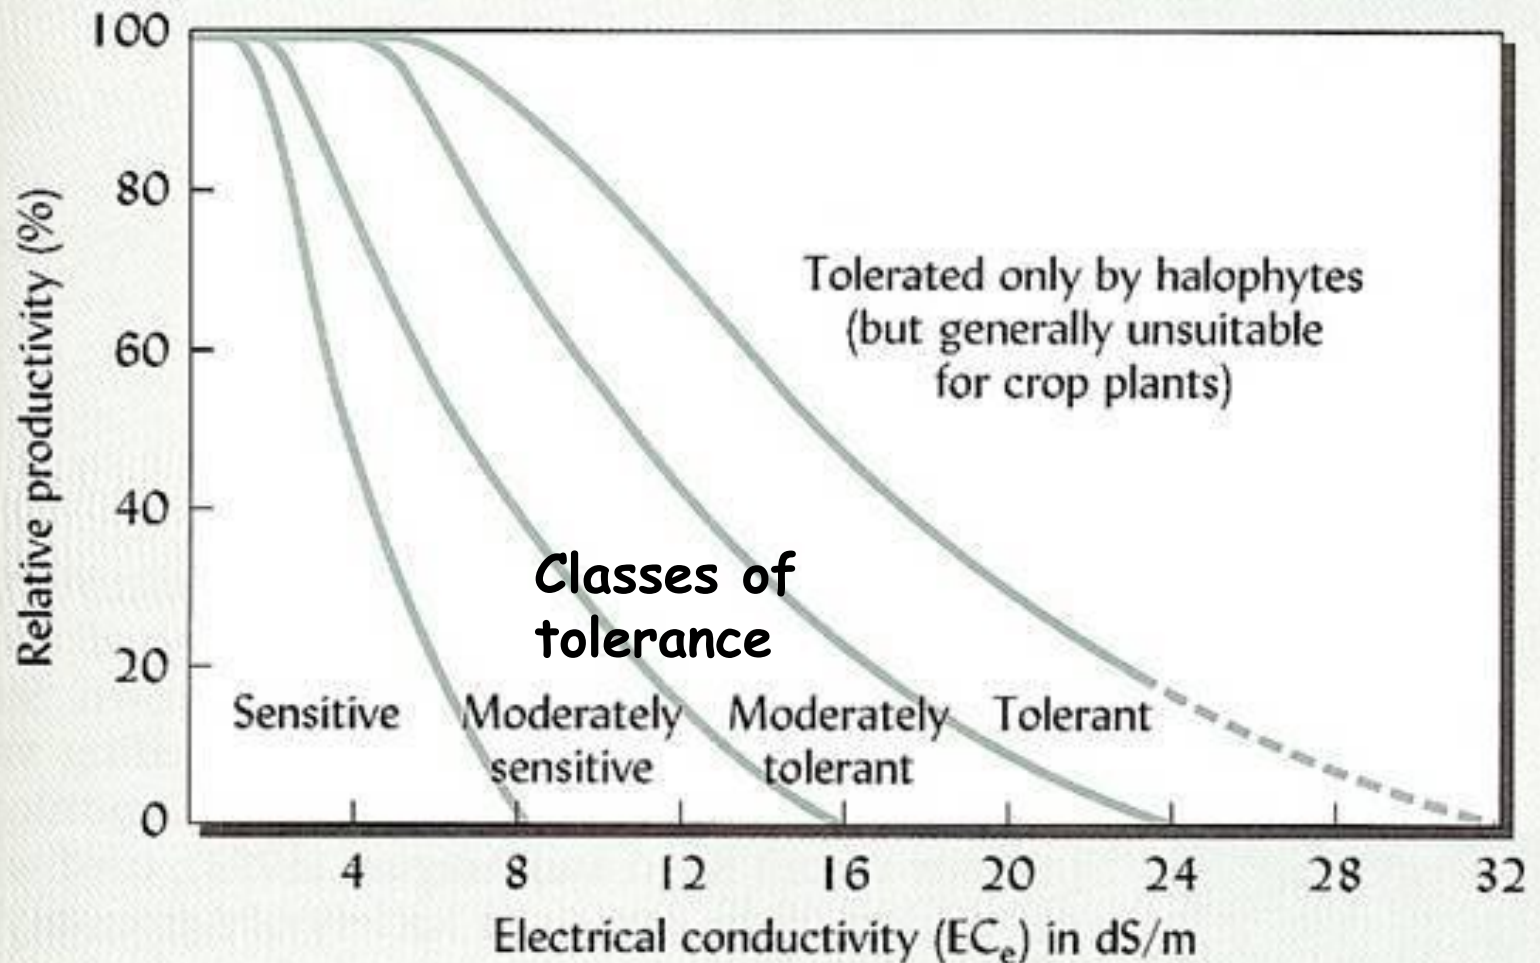 100
80
60
40
20
0
Relative productivity (%)
Tolerated only by halophytes
(but generally unsuitable
for crop plants)
Classes of
tolerance
Sensitive
Moderately
sensitive
Moderately
tolerant
Tolerant
4 8 12 16 20 24 28 32
Electrical conductivity (ECₑ) in dS/m